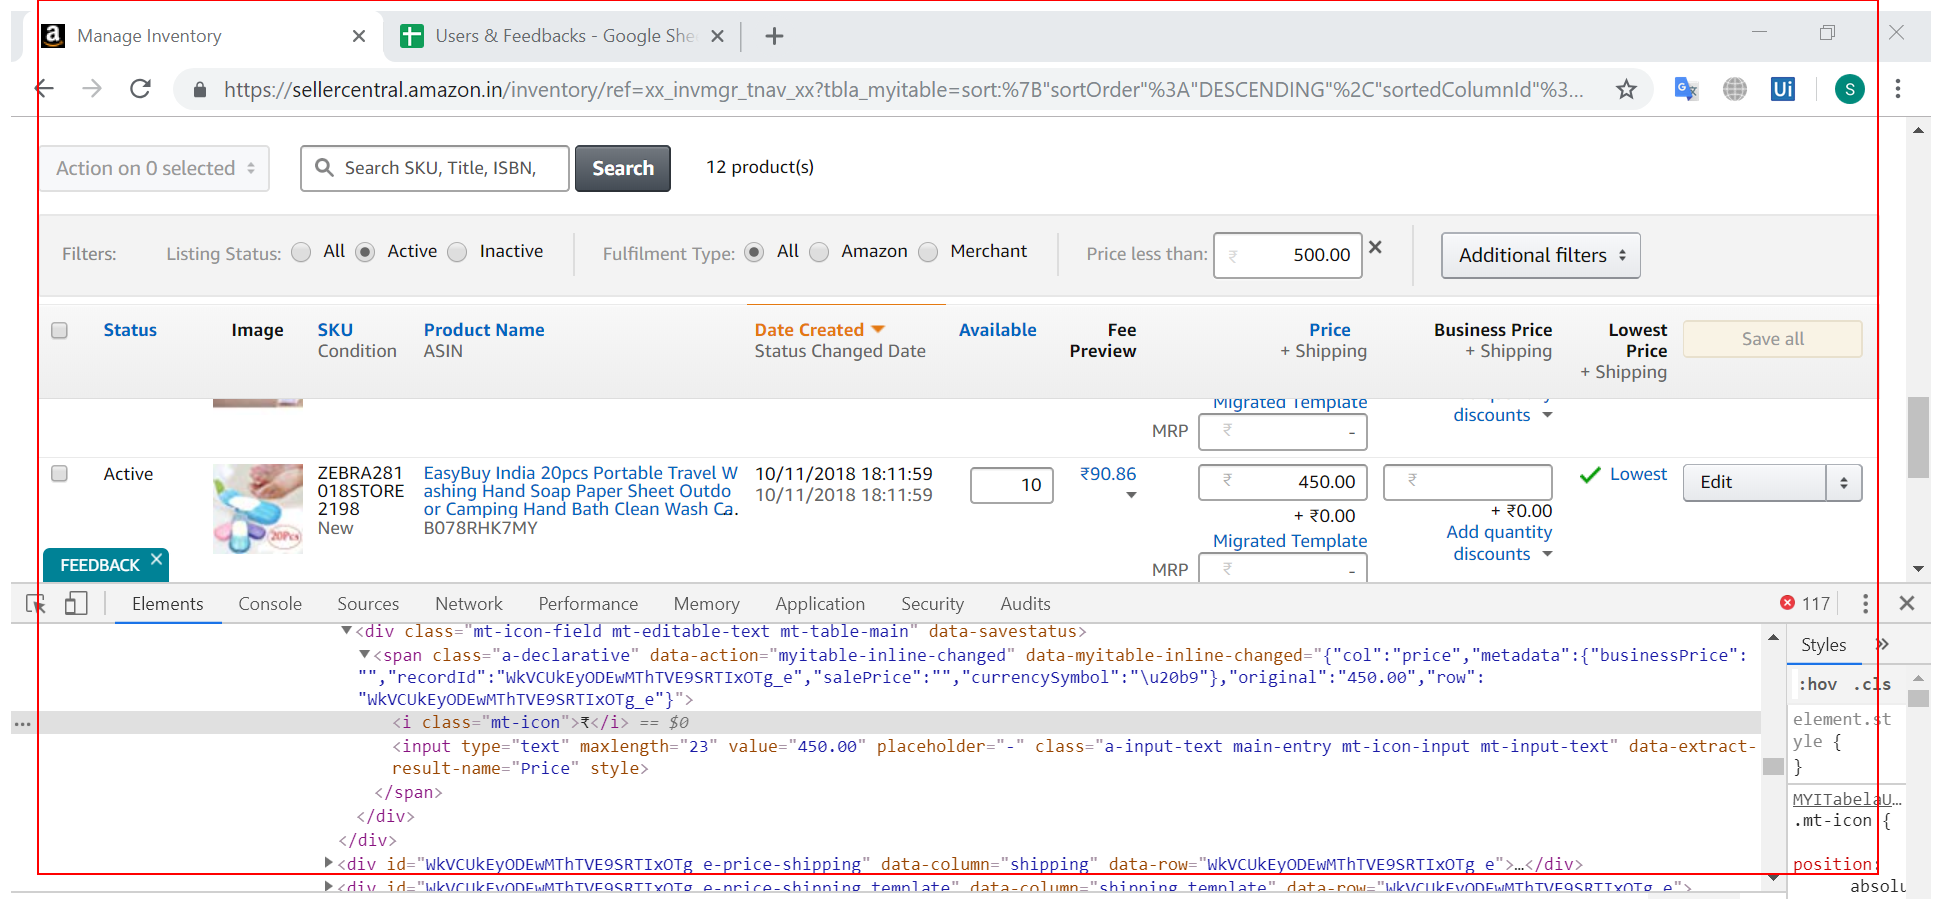 Manage Inventory
Users & Feedbacks - Google She
https://sellercentral.amazon.in/inventory/ref=xx_invmgr_tnav_xx?tbla_myitable=sort:%7B"sortOrder"%3A"DESCENDING"%2C"sortedColumnId"%3...
Ui
S
Action on 0 selected
Search SKU, Title, ISBN,
Search
12 product(s)
Filters: Listing Status: All Active Inactive Fulfilment Type: All Amazon Merchant Price less than: ₹ 500.00
Additional filters
Status Image SKU Product Name Date Created Available Fee Price Business Price Lowest Save all
Condition ASIN Status Changed Date Preview + Shipping + Shipping Price
+ Shipping
Migrated Template
discounts
MRP ₹ -
Active ZEBRA281 EasyBuy India 20pcs Portable Travel W 10/11/2018 18:11:59 10 ₹90.86 ₹ 450.00 ₹ Lowest Edit
018STORE ashing Hand Soap Paper Sheet Outdo 10/11/2018 18:11:59
2198 or Camping Hand Bath Clean Wash Ca. + ₹0.00 + ₹0.00
New B078RHK7MY
20Pcs
Migrated Template Add quantity
discounts
FEEDBACK
MRP ₹ -
Elements Console Sources Network Performance Memory Application Security Audits 117
<div class="mt-icon-field mt-editable-text mt-table-main" data-savestatus>
<span class="a-declarative" data-action="myitable-inline-changed" data-myitable-inline-changed="{"col":"price","metadata":{"businessPrice":
"","recordId":"WkVCUkEyODEwMThTVE9SRTIxOTg_e","salePrice":"","currencySymbol":"\u20b9"},"original":"450.00","row":
"WkVCUkEyODEwMThTVE9SRTIxOTg_e"}">
<i class="mt-icon">₹</i> == $0
<input type="text" maxlength="23" value="450.00" placeholder="-" class="a-input-text main-entry mt-icon-input mt-input-text" data-extract-
result-name="Price" style>
</span>
</div>
</div>
<div id="WkVCUkEyODEwMThTVE9SRTIxOTg_e-price-shipping" data-column="shipping" data-row="WkVCUkEyODEwMThTVE9SRTIxOTg_e">…</div>
<div id="WkVCUkEyODEwMThTVE9SRTIxOTg_e-price-shipping_template" data-column="shipping_template" data-row="WkVCUkEyODEwMThTVE9SRTIxOTg_e">
Styles
:hov .cls
element.st
yle {
}
MYITabelaU…
.mt-icon {
position:
absolu